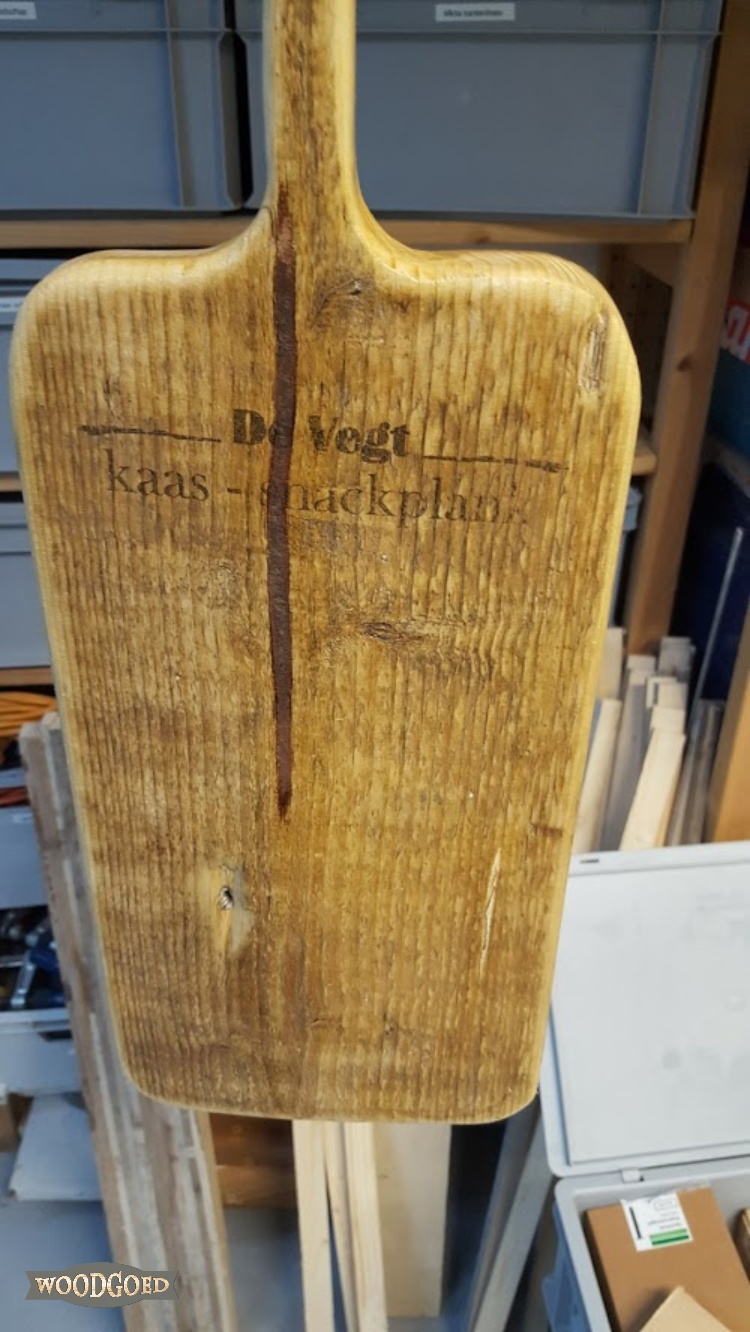 De Vegt
kaas - snackplank
WOODGOED